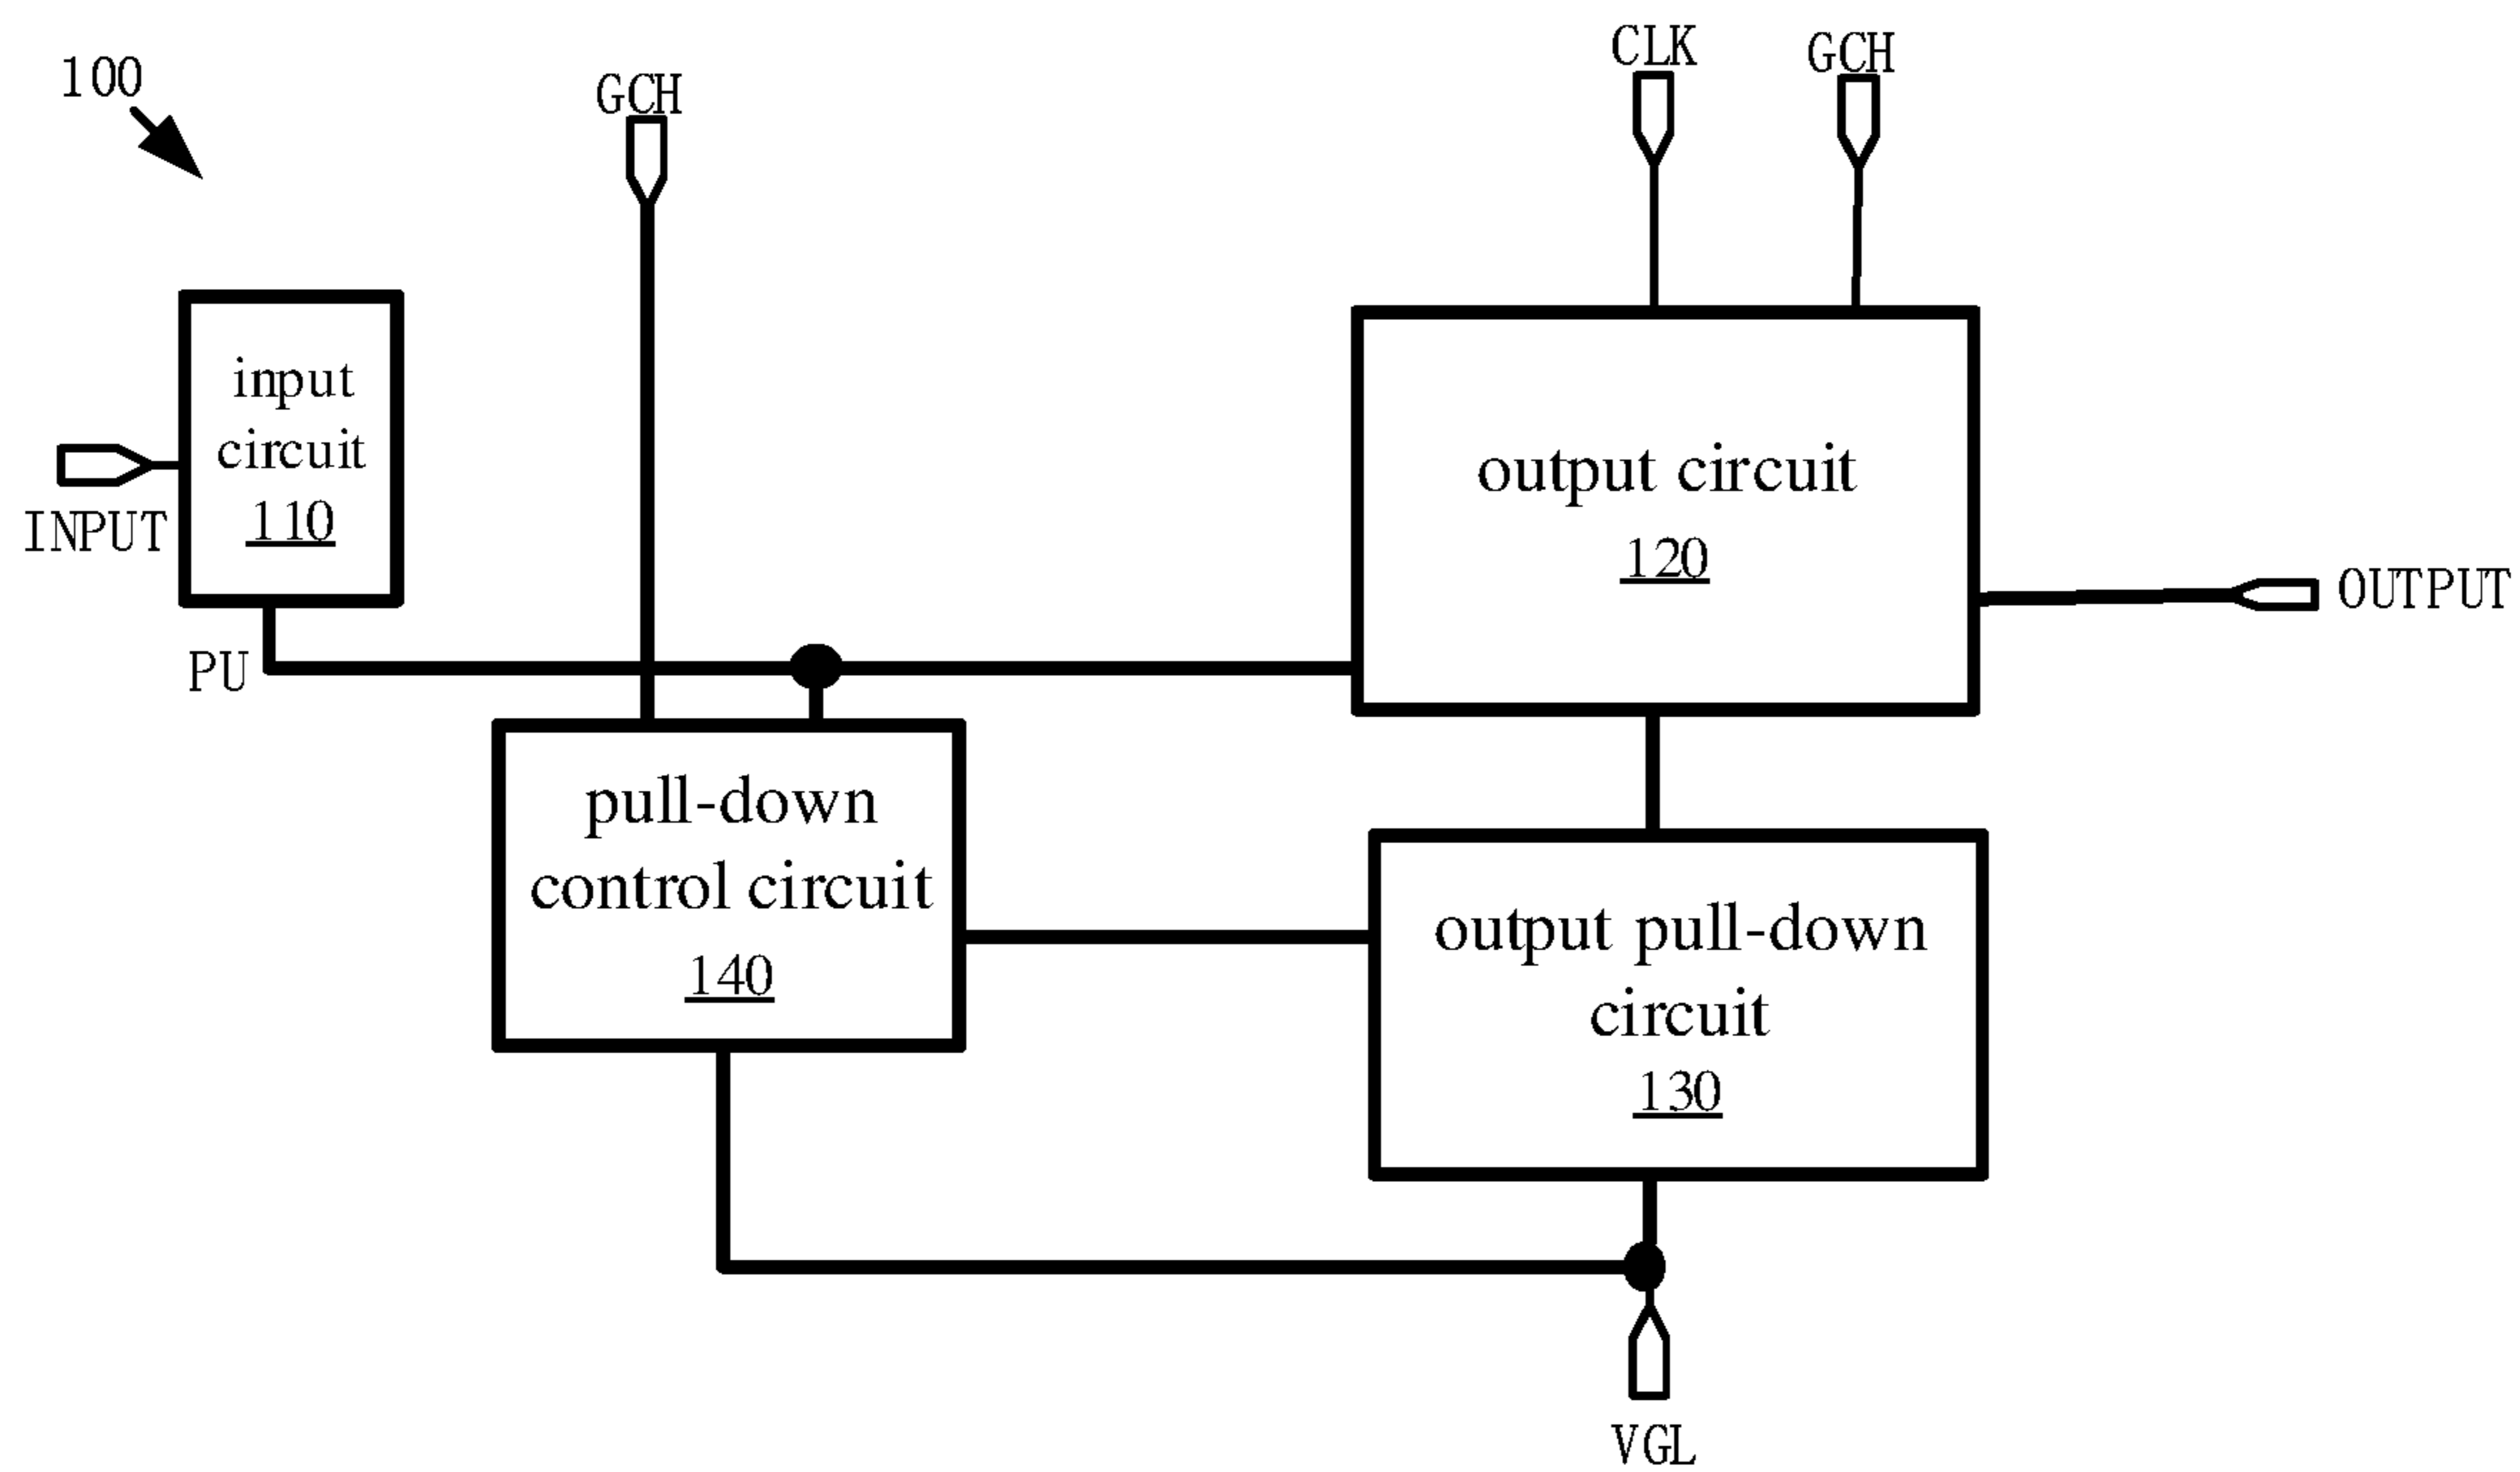 100
GCH
CLK
GCH
input
circuit
110
INPUT
output circuit
120
OUTPUT
PU
pull-down
control circuit
140
output pull-down
circuit
130
VGL